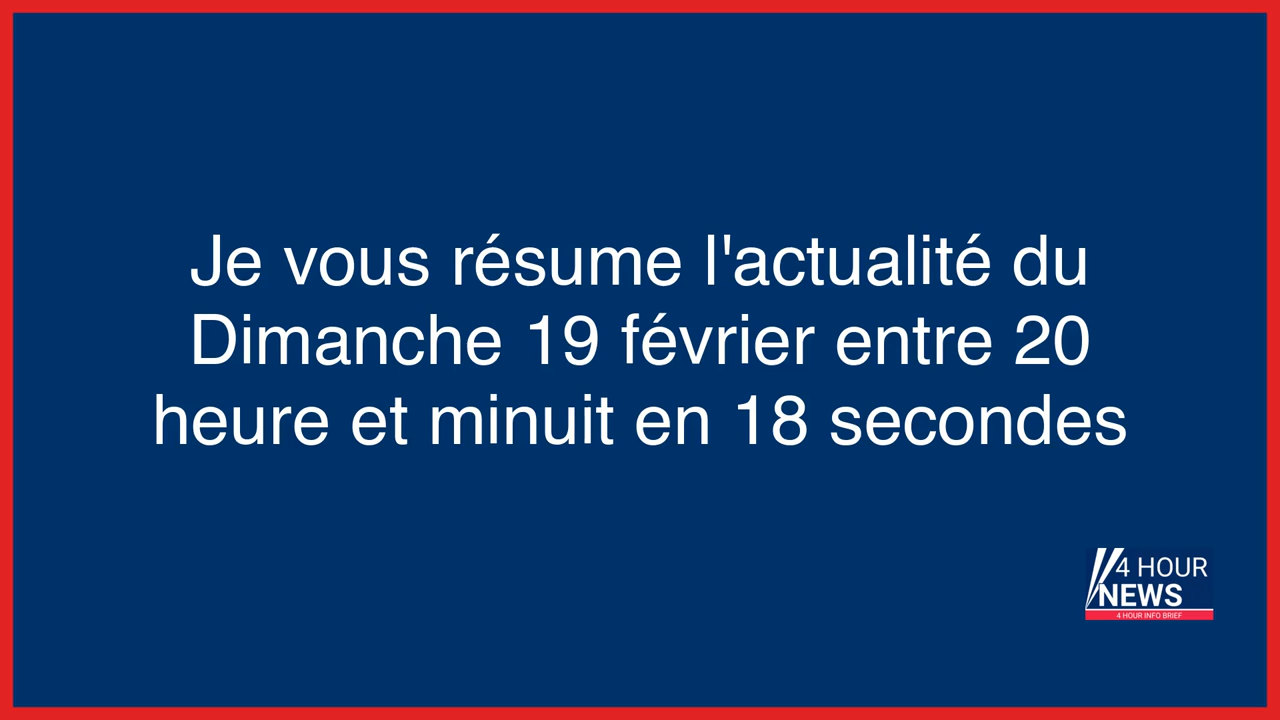 Je vous résume l'actualité du
Dimanche 19 février entre 20
heure et minuit en 18 secondes
4 HOUR
NEWS
4 HOUR INFO BRIEF